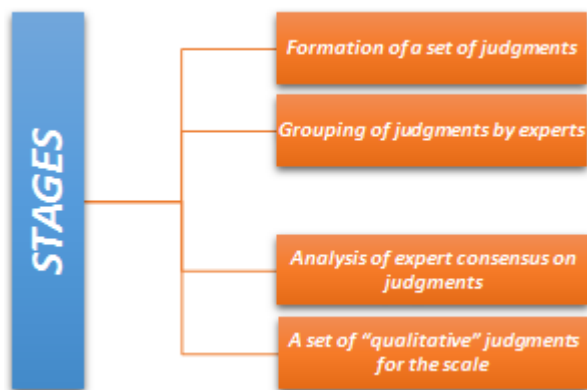 STAGES
Formation of a set of judgments
Grouping of judgments by experts
Analysis of expert consensus on
judgments
A set of “qualitative” judgments
for the scale